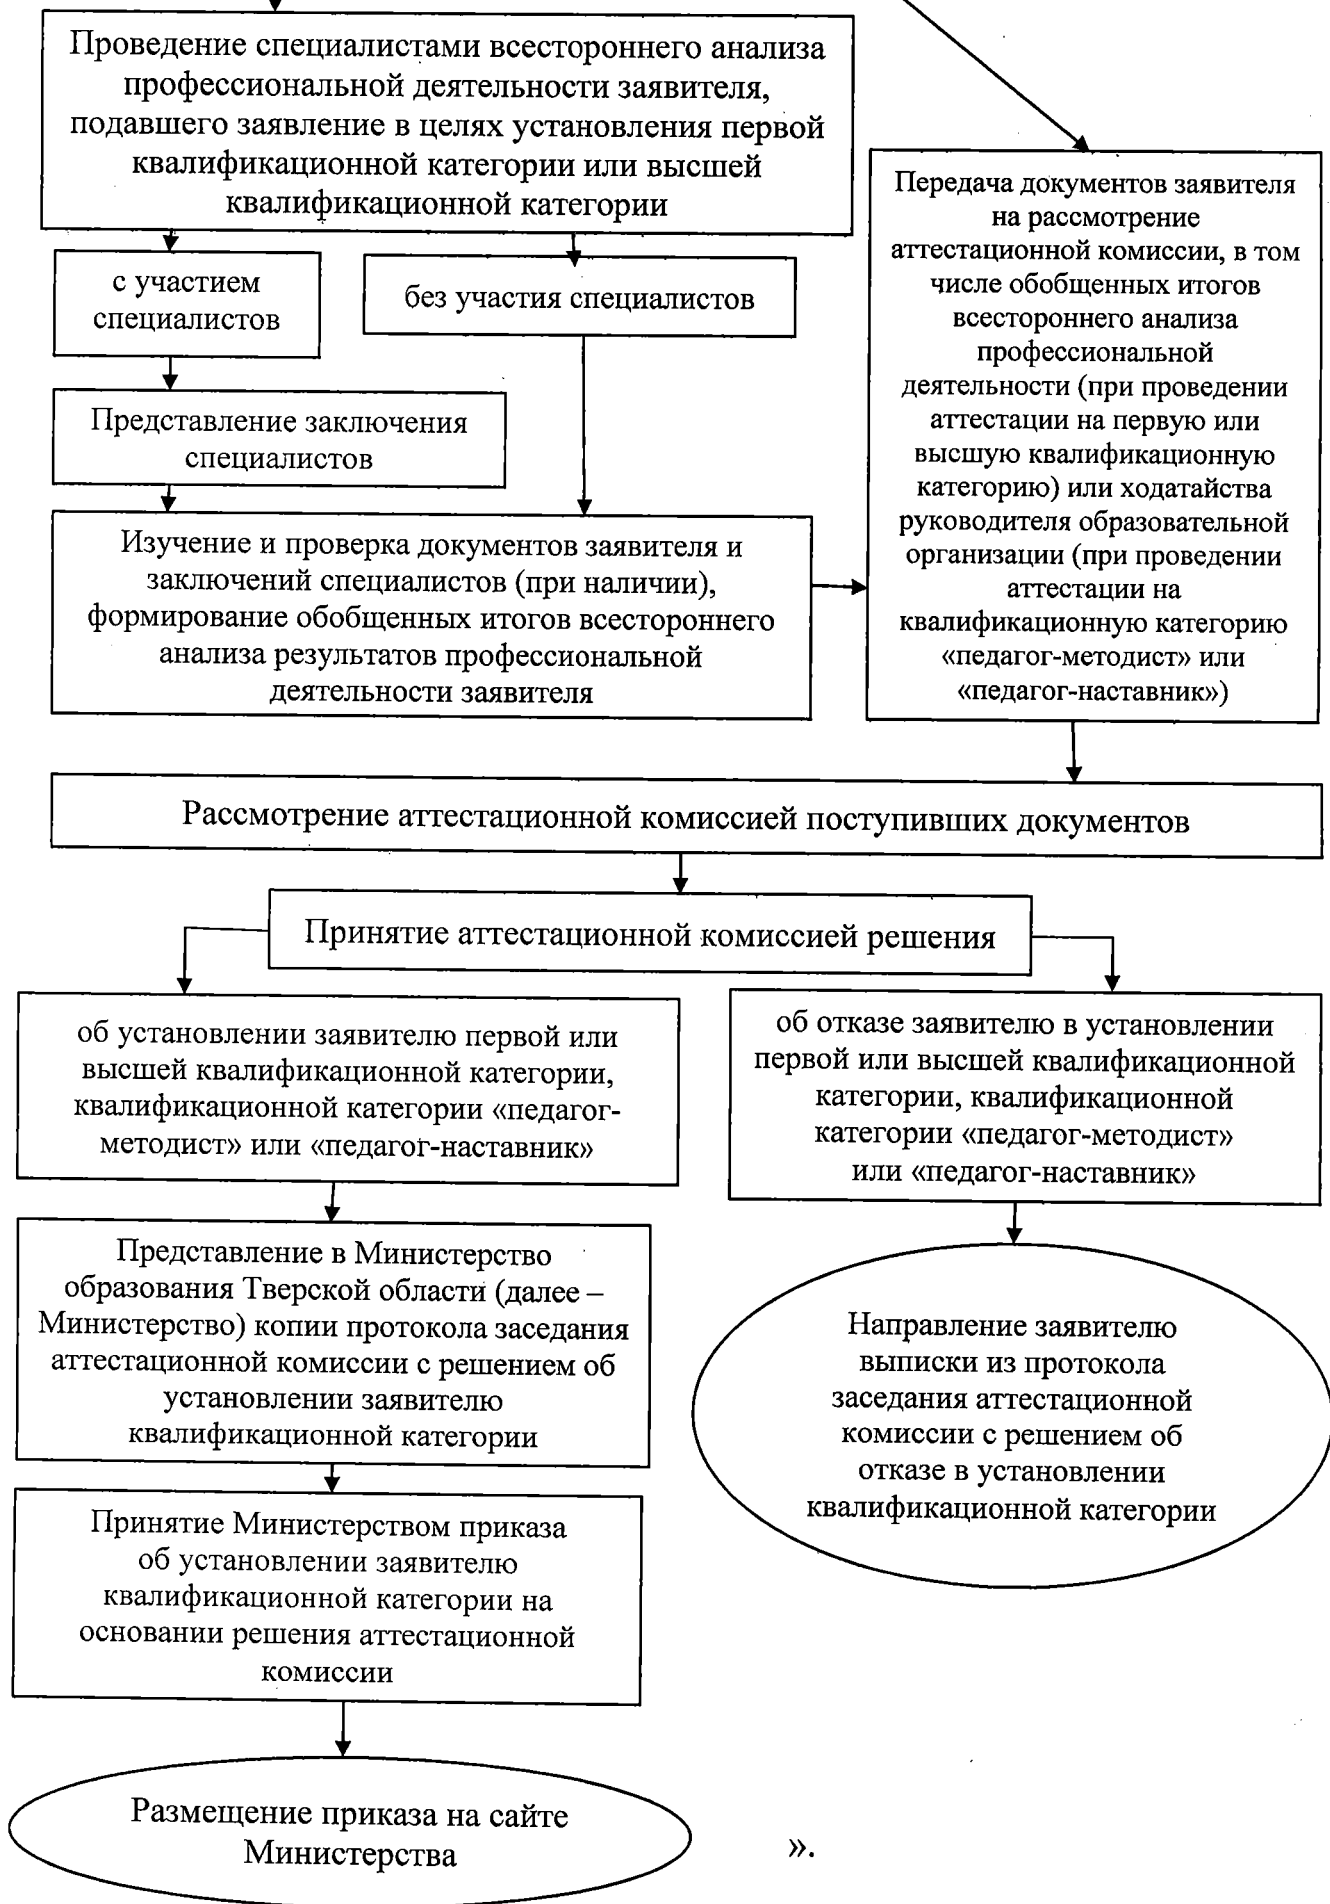 Проведение специалистами всестороннего анализа
профессиональной деятельности заявителя,
подавшего заявление в целях установления первой
квалификационной категории или высшей
квалификационной категории
с участием
специалистов
без участия специалистов
Представление заключения
специалистов
Изучение и проверка документов заявителя и
заключений специалистов (при наличии),
формирование обобщенных итогов всестороннего
анализа результатов профессиональной
деятельности заявителя
Передача документов заявителя
на рассмотрение
аттестационной комиссии, в том
числе обобщенных итогов
всестороннего анализа
профессиональной
деятельности (при проведении
аттестации на первую или
высшую квалификационную
категорию) или ходатайства
руководителя образовательной
организации (при проведении
аттестации на
квалификационную категорию
«педагог-методист» или
«педагог-наставник»)
Рассмотрение аттестационной комиссией поступивших документов
Принятие аттестационной комиссией решения
об установлении заявителю первой или
высшей квалификационной категории,
квалификационной категории «педагог-
методист» или «педагог-наставник»
об отказе заявителю в установлении
первой или высшей квалификационной
категории, квалификационной
категории «педагог-методист»
или «педагог-наставник»
Представление в Министерство
образования Тверской области (далее –
Министерство) копии протокола заседания
аттестационной комиссии с решением об
установлении заявителю
квалификационной категории
Направление заявителю
выписки из протокола
заседания аттестационной
комиссии с решением об
отказе в установлении
квалификационной категории
Принятие Министерством приказа
об установлении заявителю
квалификационной категории на
основании решения аттестационной
комиссии
Размещение приказа на сайте
Министерства
».